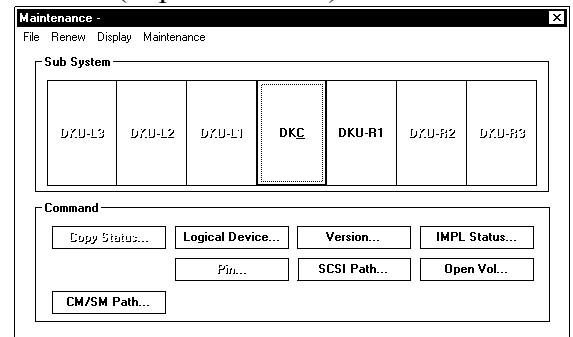 Maintenance -
File Renew Display Maintenance
Sub System
DKU-L3 DKU-L2 DKU-L1 DKC DKU-R1 DKU-R2 DKU-R3
Command
Copy Status... Logical Device... Version... IMPL Status...
Pin... SCSI Path... Open Vol...
CM/SM Path...